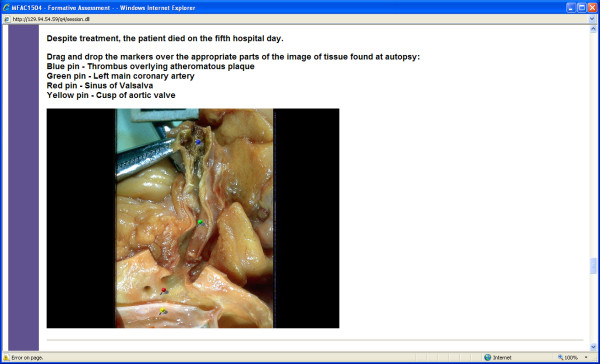 MFAC1504 - Formative Assessment - - Windows Internet Explorer
http://129.94.54.59/q4/session.dll
Despite treatment, the patient died on the fifth hospital day.
Drag and drop the markers over the appropriate parts of the image of tissue found at autopsy:
Blue pin - Thrombus overlying atheromatous plaque
Green pin - Left main coronary artery
Red pin - Sinus of Valsalva
Yellow pin - Cusp of aortic valve
Error on page.
Internet
100%